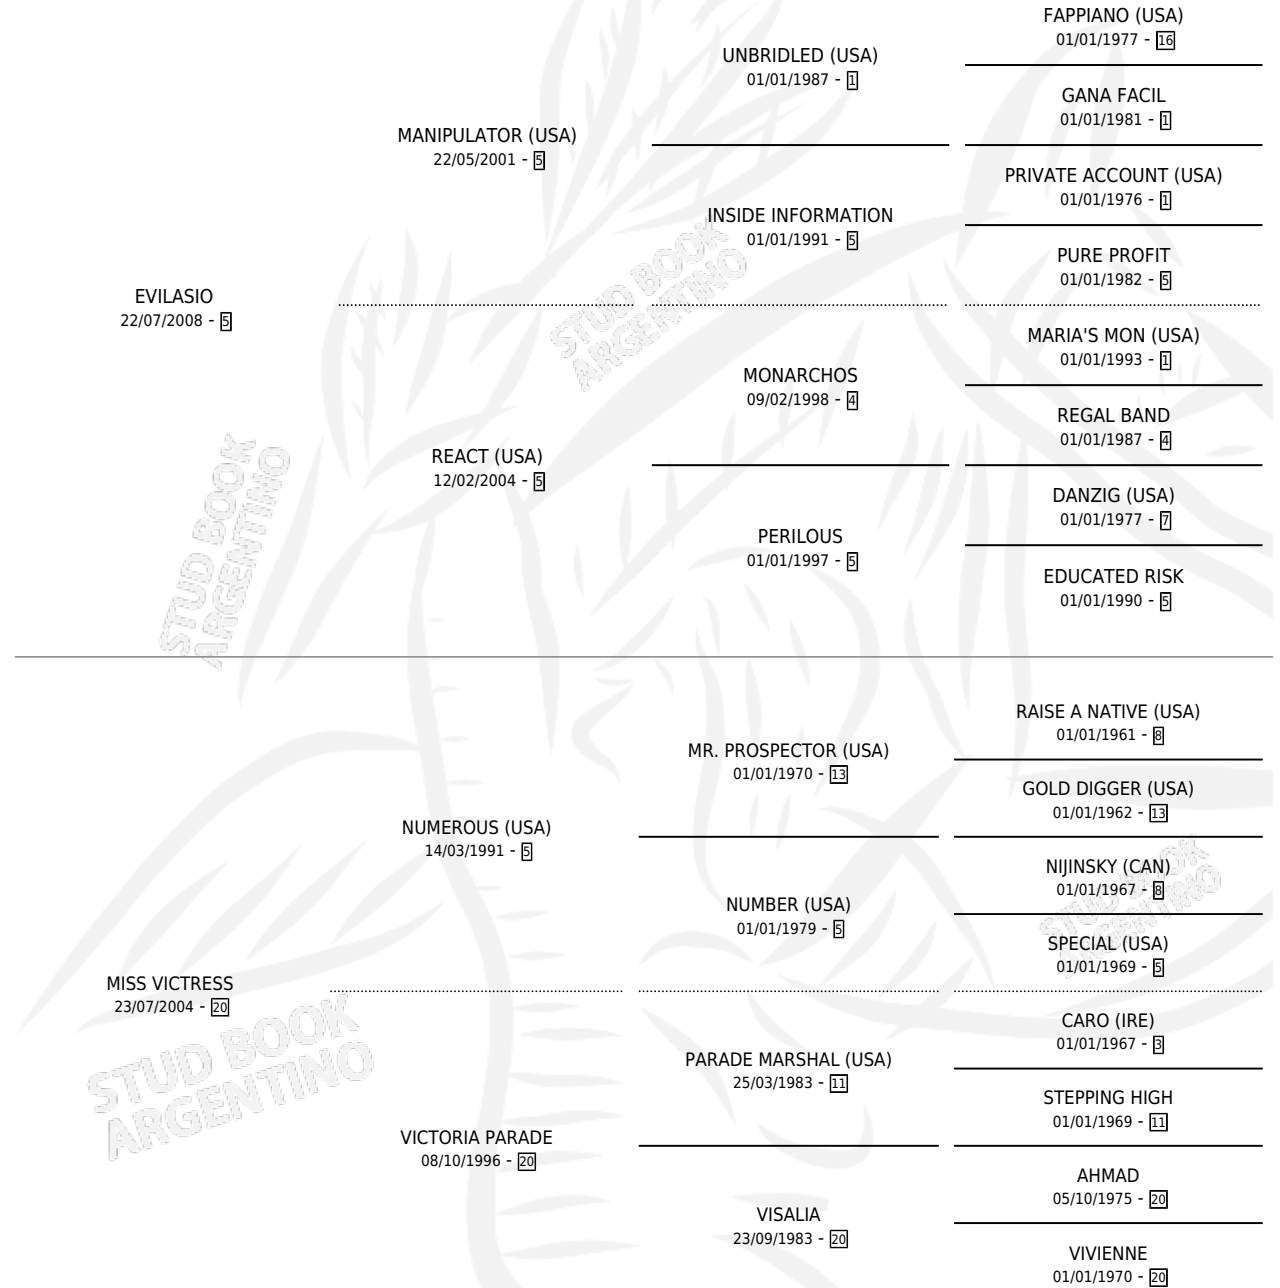 FAPPIANO (USA)
01/01/1977 - 16
UNBRIDLED (USA)
01/01/1987 - 1
GANA FACIL
01/01/1981 - 1
MANIPULATOR (USA)
22/05/2001 - 5
PRIVATE ACCOUNT (USA)
01/01/1976 - 1
INSIDE INFORMATION
01/01/1991 - 5
PURE PROFIT
01/01/1982 - 5
EVILASIO
22/07/2008 - 5
MARIA'S MON (USA)
01/01/1993 - 1
MONARCHOS
09/02/1998 - 4
REGAL BAND
01/01/1987 - 4
REACT (USA)
12/02/2004 - 5
DANZIG (USA)
01/01/1977 - 7
PERILOUS
01/01/1997 - 5
EDUCATED RISK
01/01/1990 - 5
STUD BOOK
ARGENTINO
STUD BOOK
ARGENTINO
RAISE A NATIVE (USA)
01/01/1961 - 8
MR. PROSPECTOR (USA)
01/01/1970 - 13
GOLD DIGGER (USA)
01/01/1962 - 13
NUMEROUS (USA)
14/03/1991 - 5
NIJINSKY (CAN)
01/01/1967 - 8
NUMBER (USA)
01/01/1979 - 5
SPECIAL (USA)
01/01/1969 - 5
STUD BOOK
ARGENTINO
MISS VICTRESS
23/07/2004 - 20
CARO (IRE)
01/01/1967 - 3
PARADE MARSHAL (USA)
25/03/1983 - 11
STEPPING HIGH
01/01/1969 - 11
VICTORIA PARADE
08/10/1996 - 20
AHMAD
05/10/1975 - 20
VISALIA
23/09/1983 - 20
VIVIENNE
01/01/1970 - 20
STUD BOOK
ARGENTINO